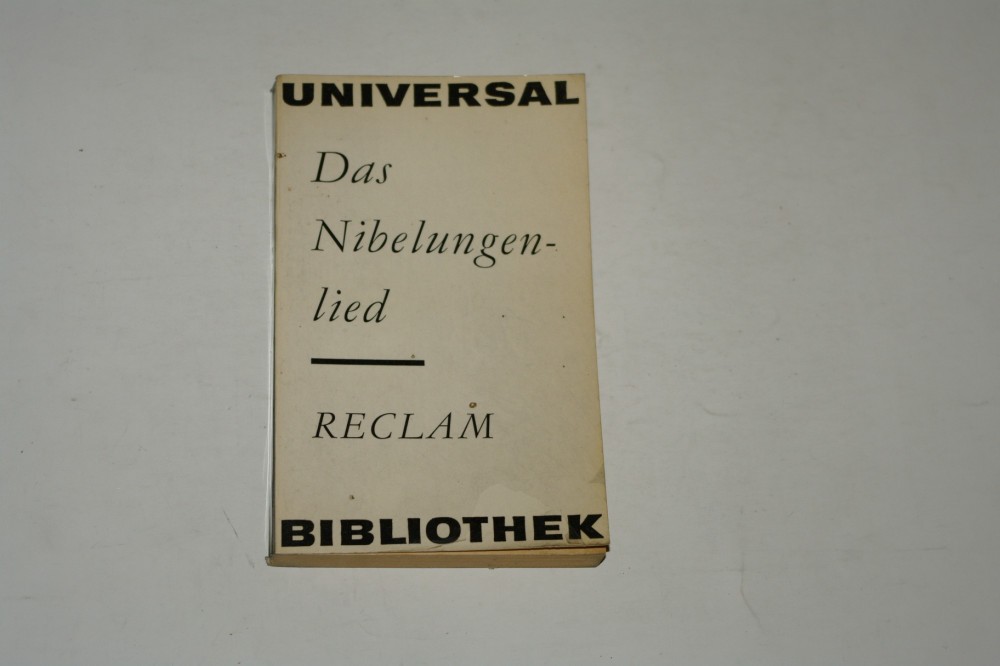 UNIVERSAL
Das
Nibelungen-
lied
RECLAM
BIBLIOTHEK